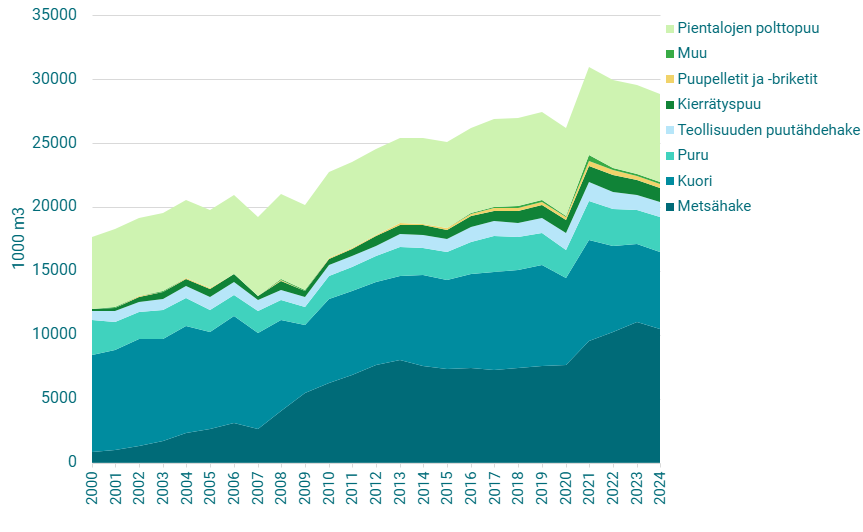 35000
30000
25000
20000
15000
10000
5000
0
1000 m3
2000 2001 2002 2003 2004 2005 2006 2007 2008 2009 2010 2011 2012 2013 2014 2015 2016 2017 2018 2019 2020 2021 2022 2023 2024
Pientalojen polttopuu
Muu
Puupelletit ja -briketit
Kierrätyspuu
Teollisuuden puutähdehake
Puru
Kuori
Metsähake